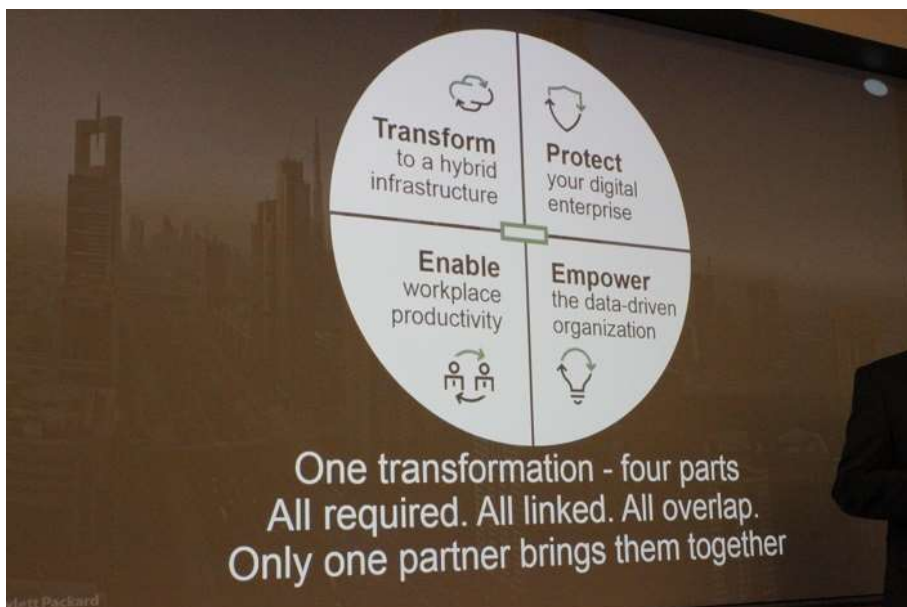 Transform
to a hybrid
infrastructure
Protect
your digital
enterprise
Enable
workplace
productivity
Empower
the data-driven
organization
One transformation - four parts
All required. All linked. All overlap.
Only one partner brings them together
Packard